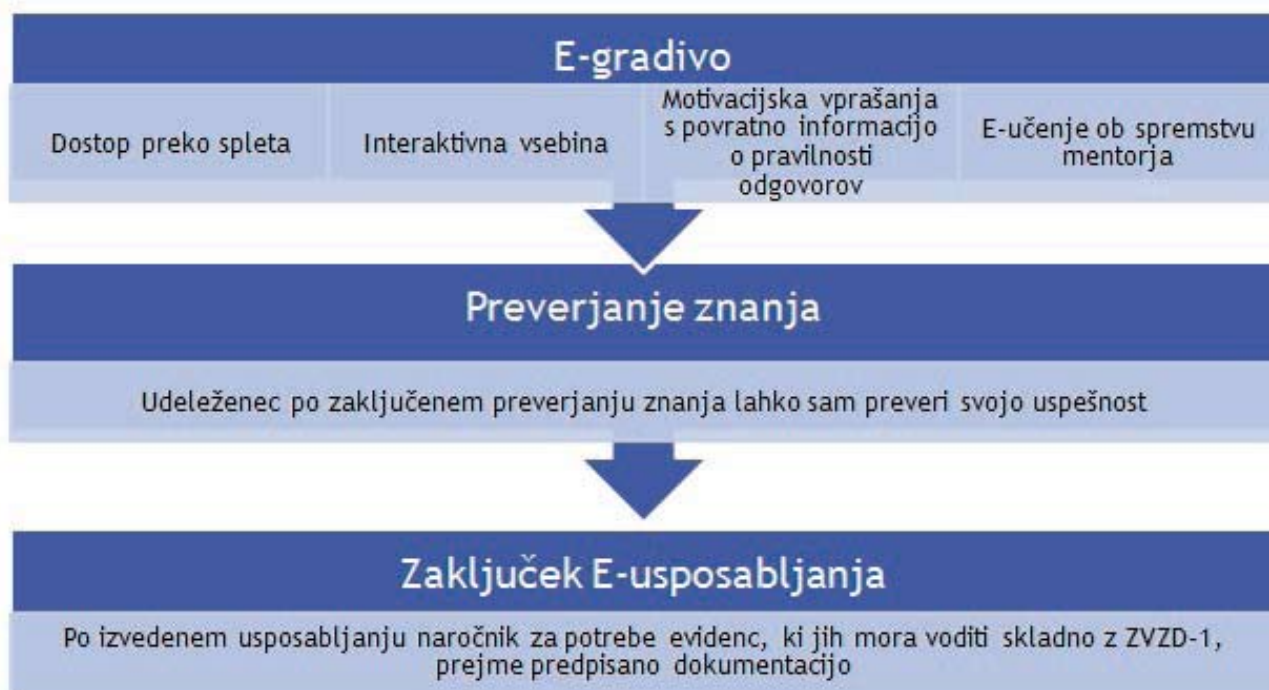 E-gradivo
Dostop preko spleta
Interaktivna vsebina
Motivacijska vprašanja
s povratno informacijo
o pravilnosti
odgovorov
E-učenje ob spremstvu
mentorja
Preverjanje znanja
Udeleženec po zaključenem preverjanju znanja lahko sam preveri svojo uspešnost
Zaključek E-usposabljanja
Po izvedenem usposabljanju naročnik za potrebe evidenc, ki jih mora voditi skladno z ZVZD-1,
prejme predpisano dokumentacijo